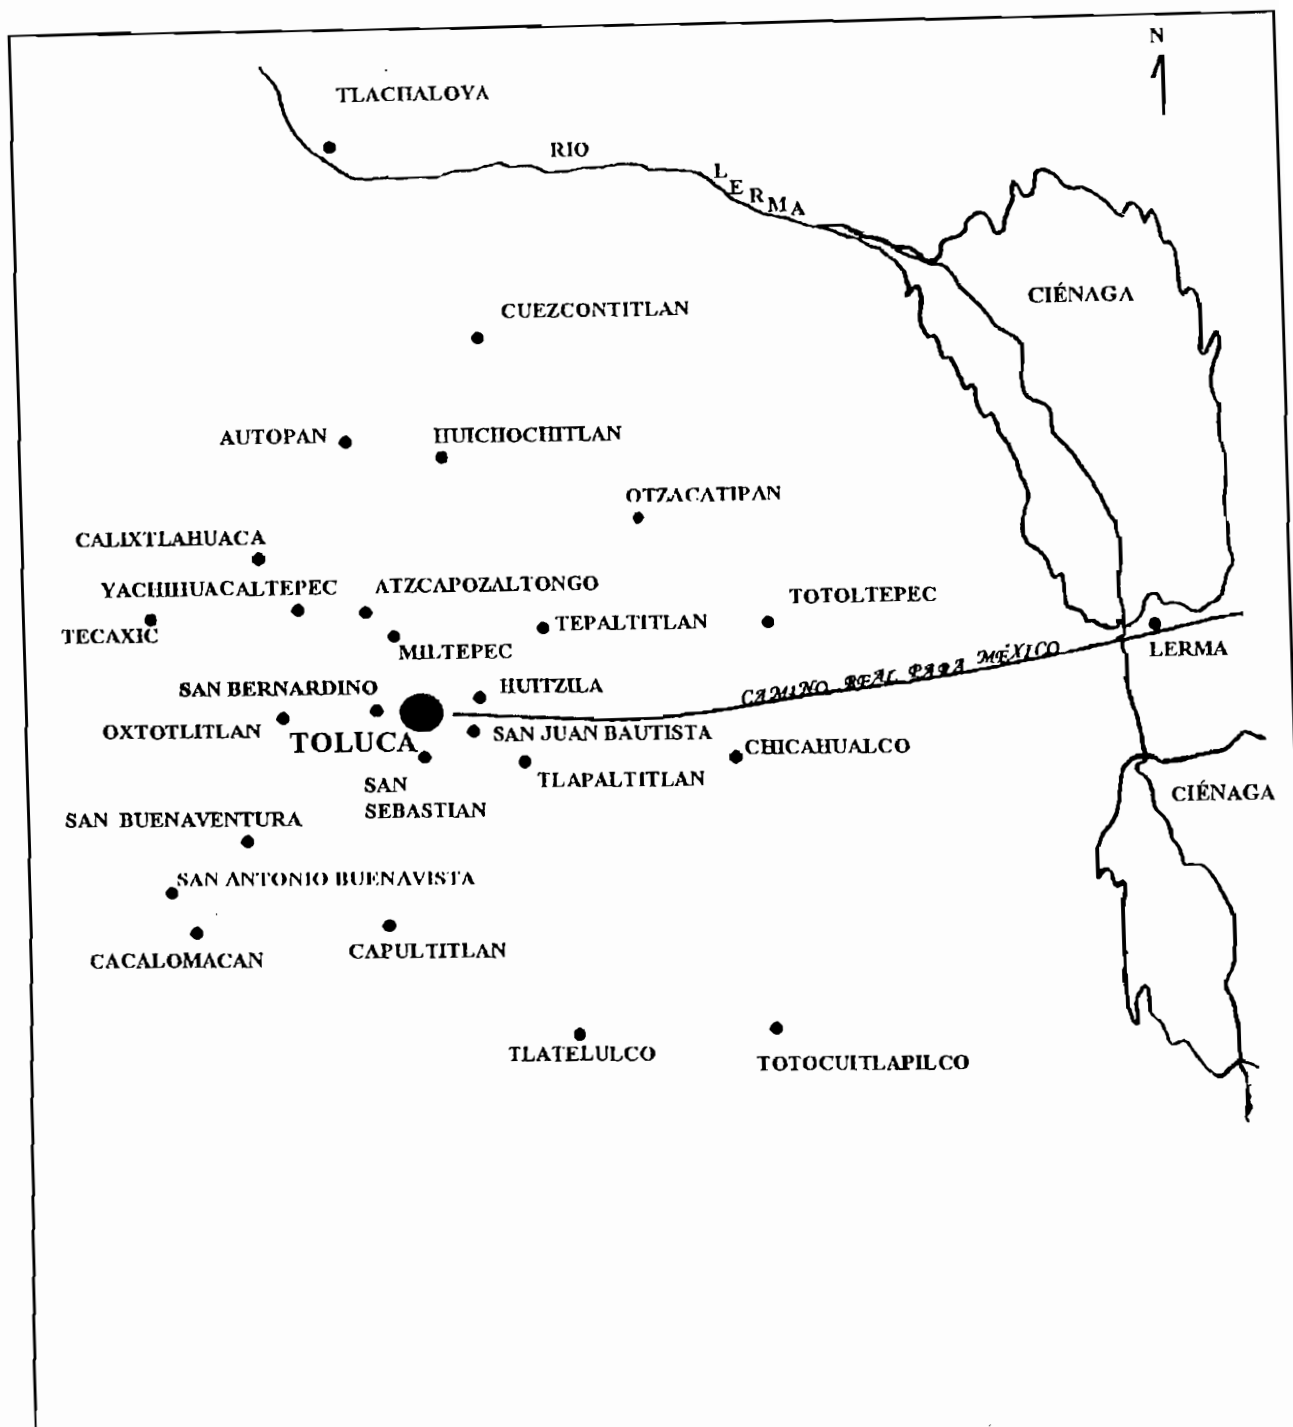 N
TLACHALOYA
RIO
LERMA
CIÉNAGA
CUEZCONTITLAN
AUTOPAN
HUICHOCHITLAN
OTZACATIPAN
CALIXTLAHUACA
YACHIHUACALTEPEC
ATZCAPOZALTONGO
TOTOLTEPEC
TECAXIC
TEPALTITLAN
MILTEPEC
LERMA
CAMINO REAL PARA MÉXICO
SAN BERNARDINO
HUITZILA
OXTOTLITLAN
TOLUCA
SAN JUAN BAUTISTA
CHICAHUALCO
TLAPALTITLAN
SAN
SEBASTIAN
CIÉNAGA
SAN BUENAVENTURA
SAN ANTONIO BUENAVISTA
CACALOMACAN
CAPULTITLAN
TLATELULCO
TOTOCUITLAPILCO